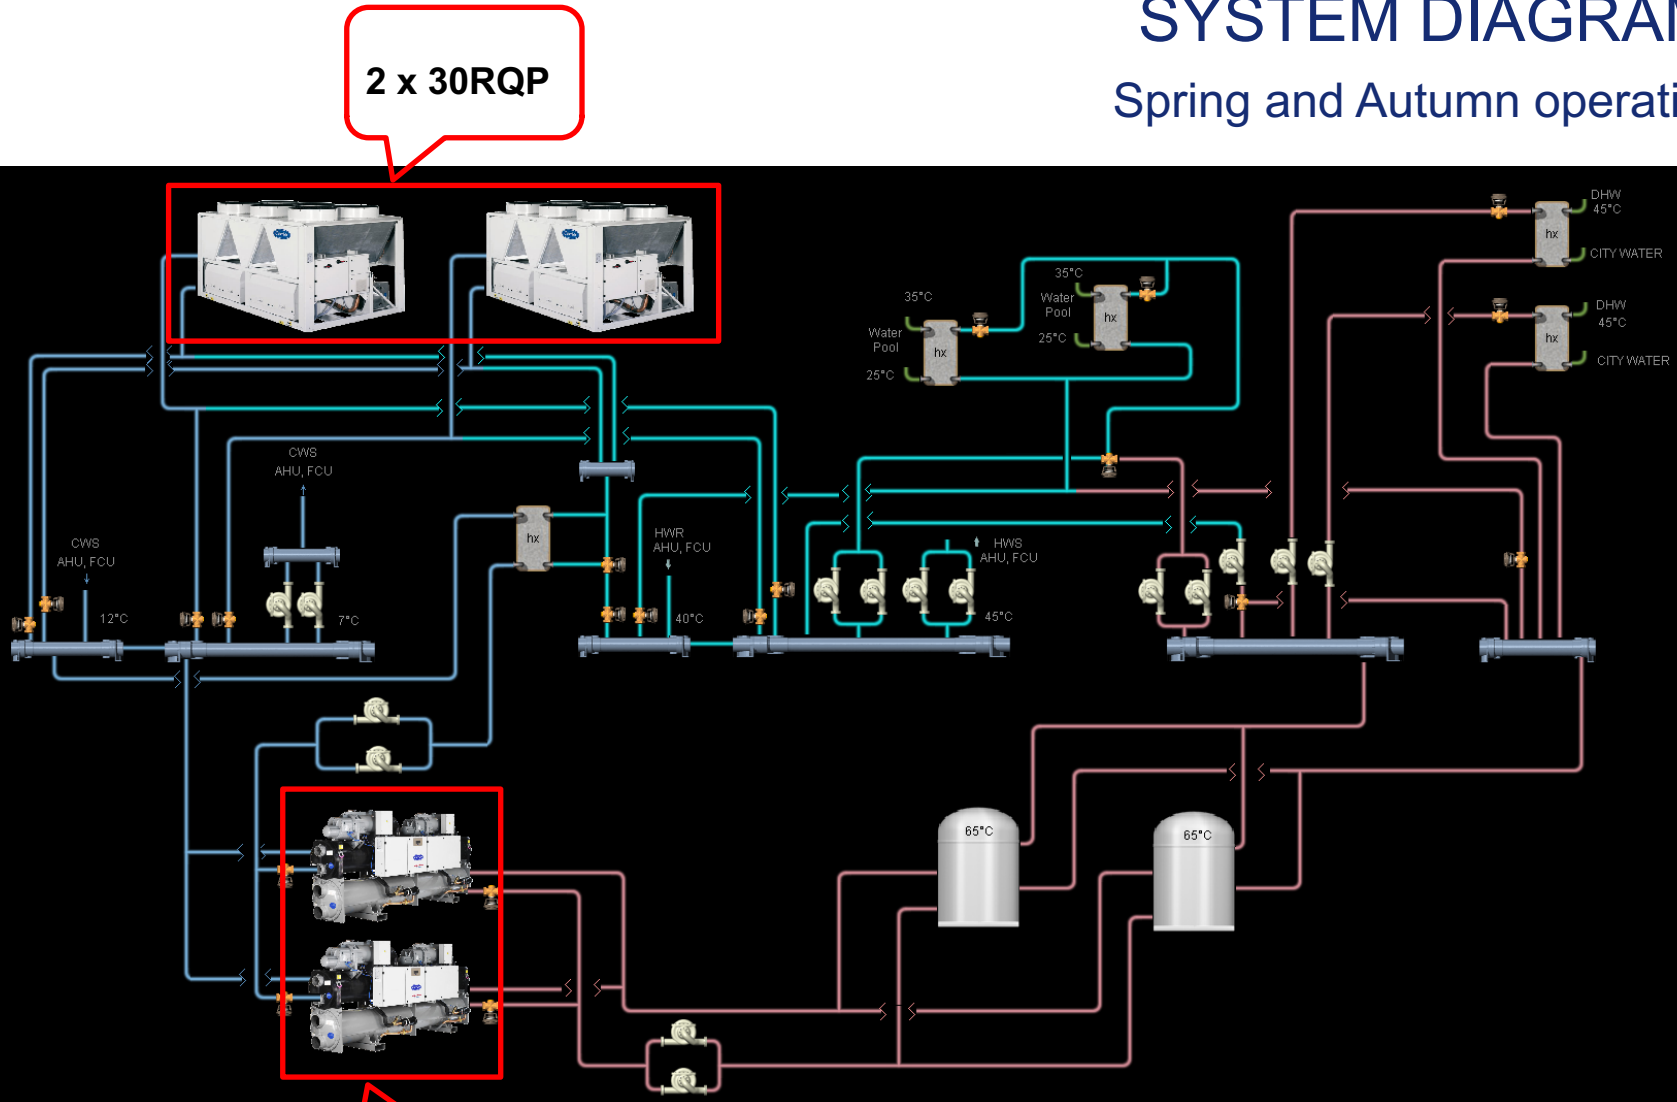 SYSTEM DIAGRAM
Spring and Autumn operati
2 x 30RQP
DHW
45°C
hx
CITY WATER
DHW
45°C
hx
CITY WATER
35°C
Water
Pool
hx
25°C
35°C
Water
Pool
hx
25°C
CWS
AHU, FCU
CWS
AHU, FCU
hx
HWR
AHU, FCU
HWS
AHU, FCU
12°C
7°C
40°C
45°C
65°C
65°C